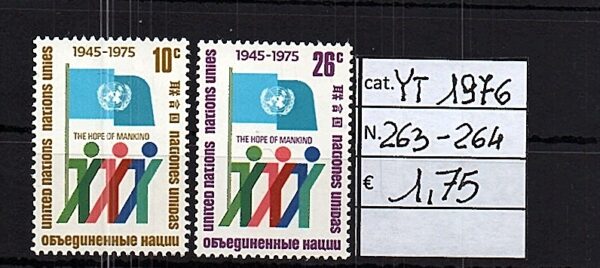 1945-1975
10c
united nations nations unies
联合国
naciones unidas
THE HOPE OF MANKIND
объединенные нации
1945-1975
26c
united nations nations unies
联合国
naciones unidas
THE HOPE OF MANKIND
объединенные нации
cat. YT 1976
N. 263-264
€ 1,75